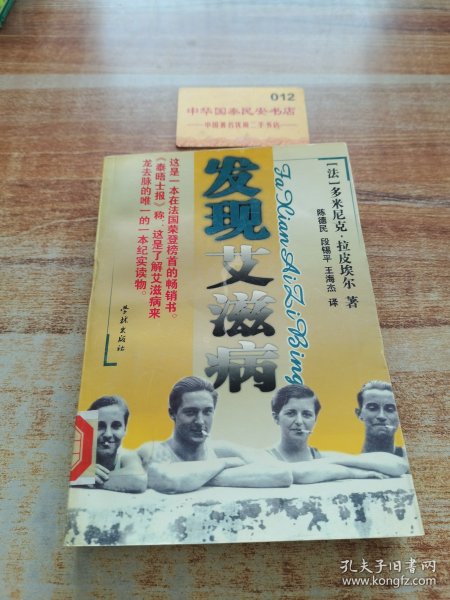 012
中华国泰民安书店
中国著名优质二手书店
发现艾滋病
Fa Xian Ai Zi Bing
[法]多米尼克·拉皮埃尔 著
陈德民 段锡平 王海杰 译
这是一本在法国荣登榜首的畅销书。
《泰晤士报》称,这是了解艾滋病来
龙去脉的唯一的一本纪实读物。
学林出版社
孔夫子旧书网
www.kongfz.com